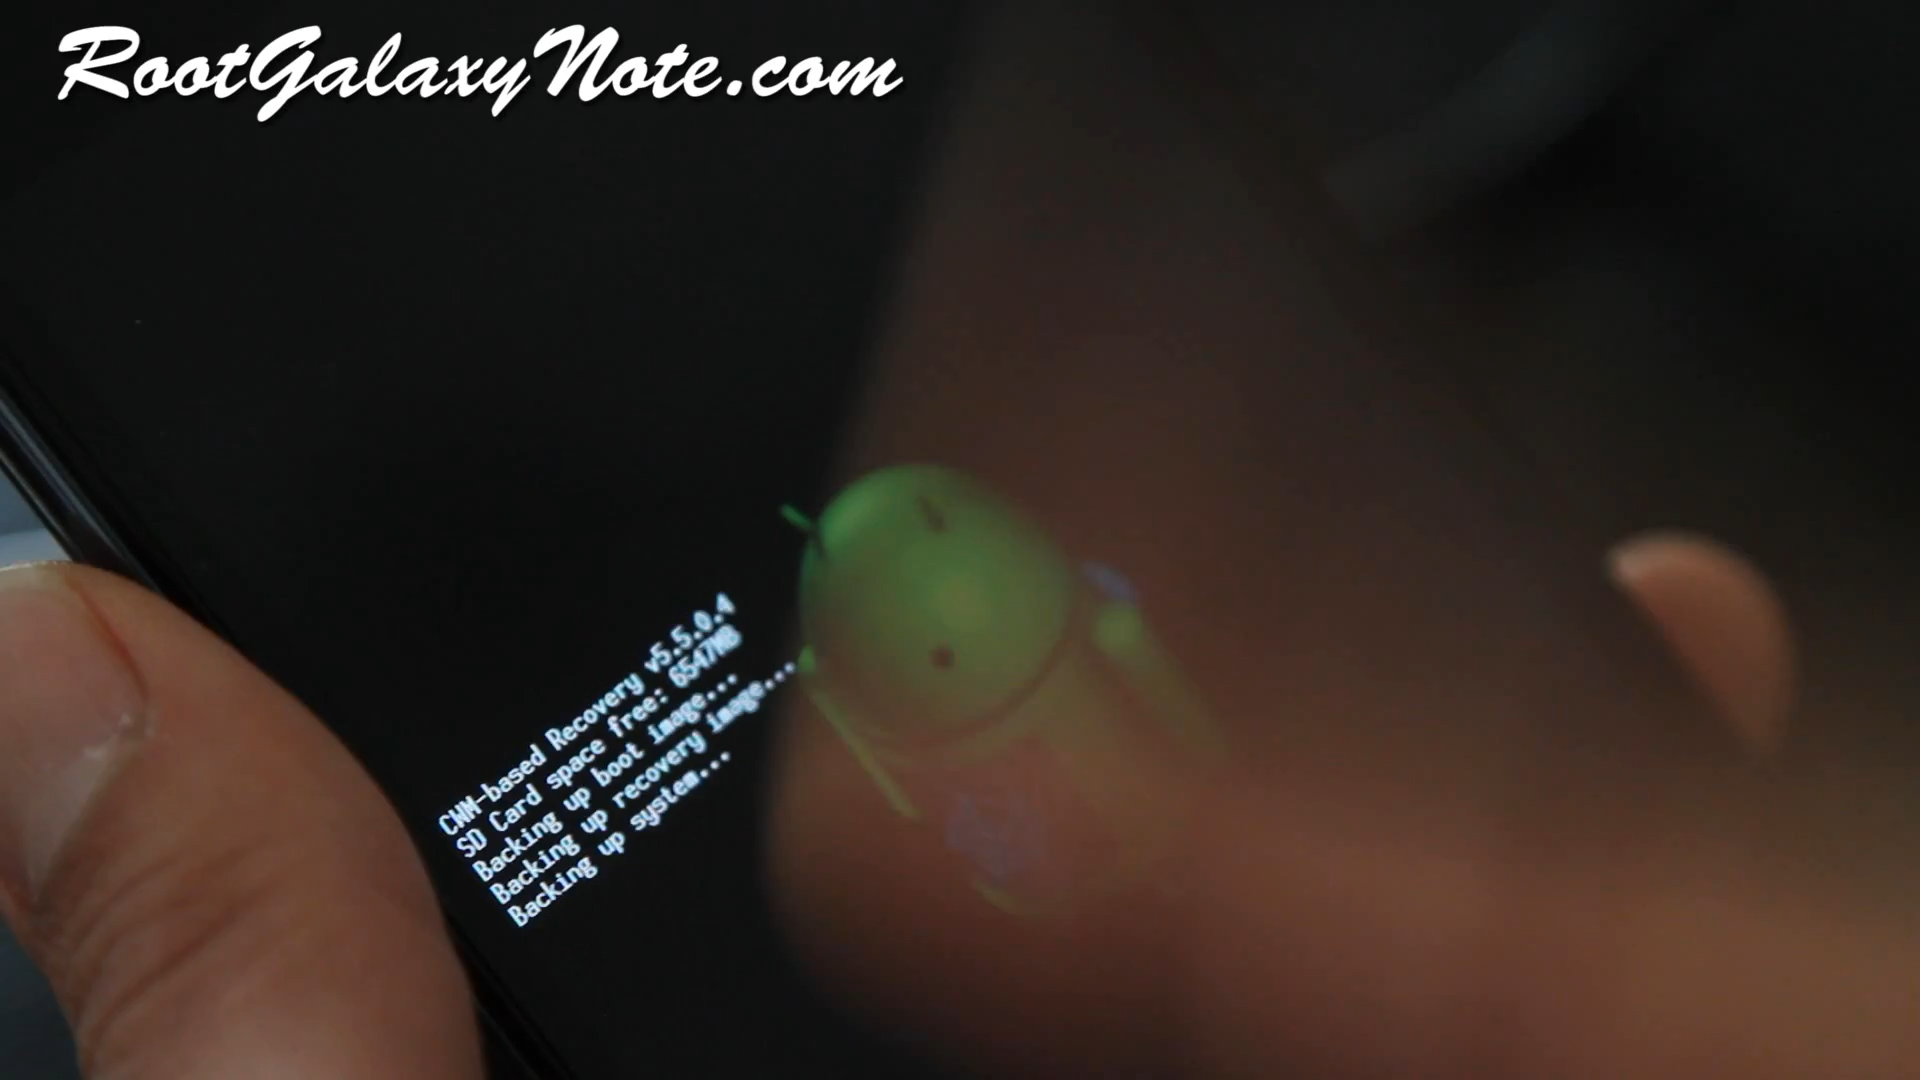 RootGalaxyNote.com
CWM-based Recovery v5.5.0.4
SD Card space free: 6547MB
Backing up boot image...
Backing up recovery image...
Backing up system...